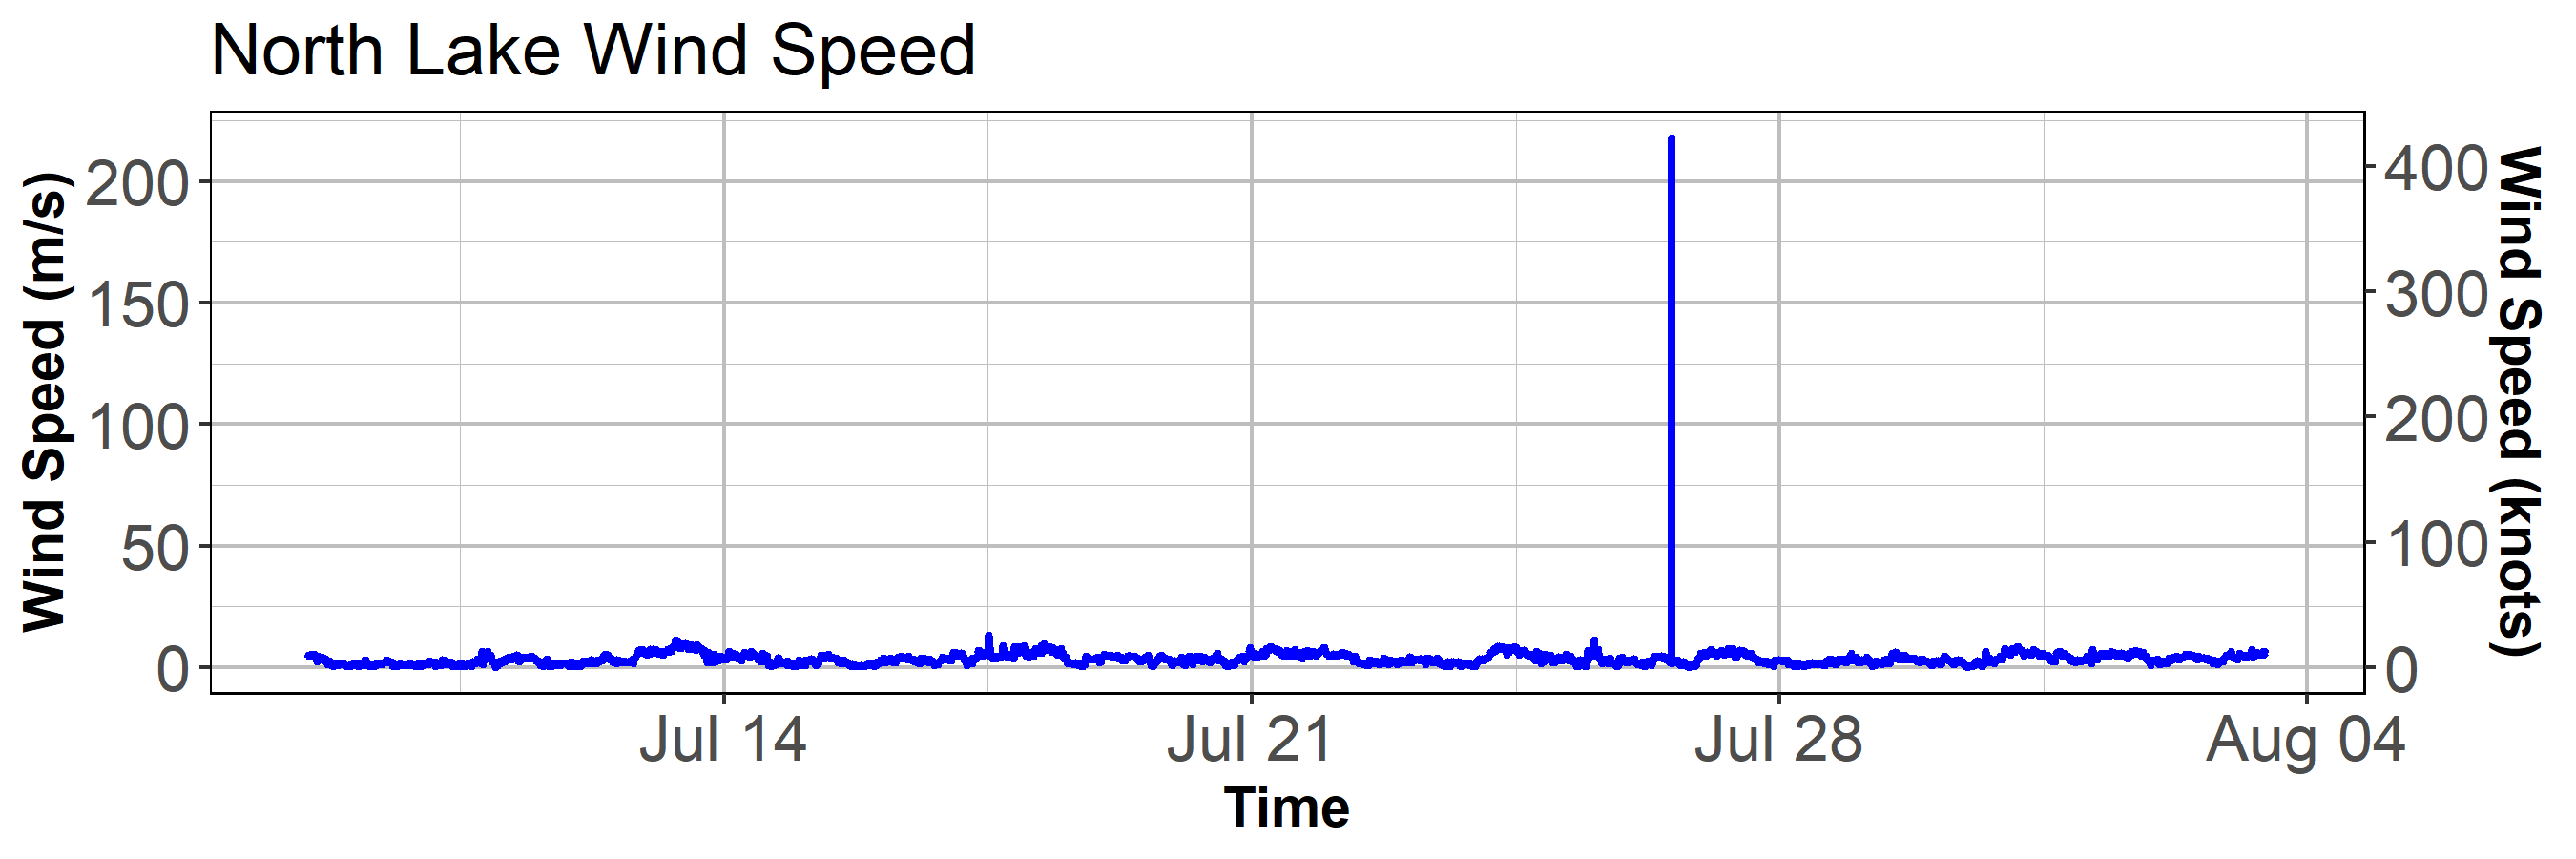 North Lake Wind Speed
Wind Speed (m/s)
200
150
100
50
0
400
300
200
100
0
Wind Speed (knots)
Jul 14
Jul 21
Jul 28
Aug 04
Time